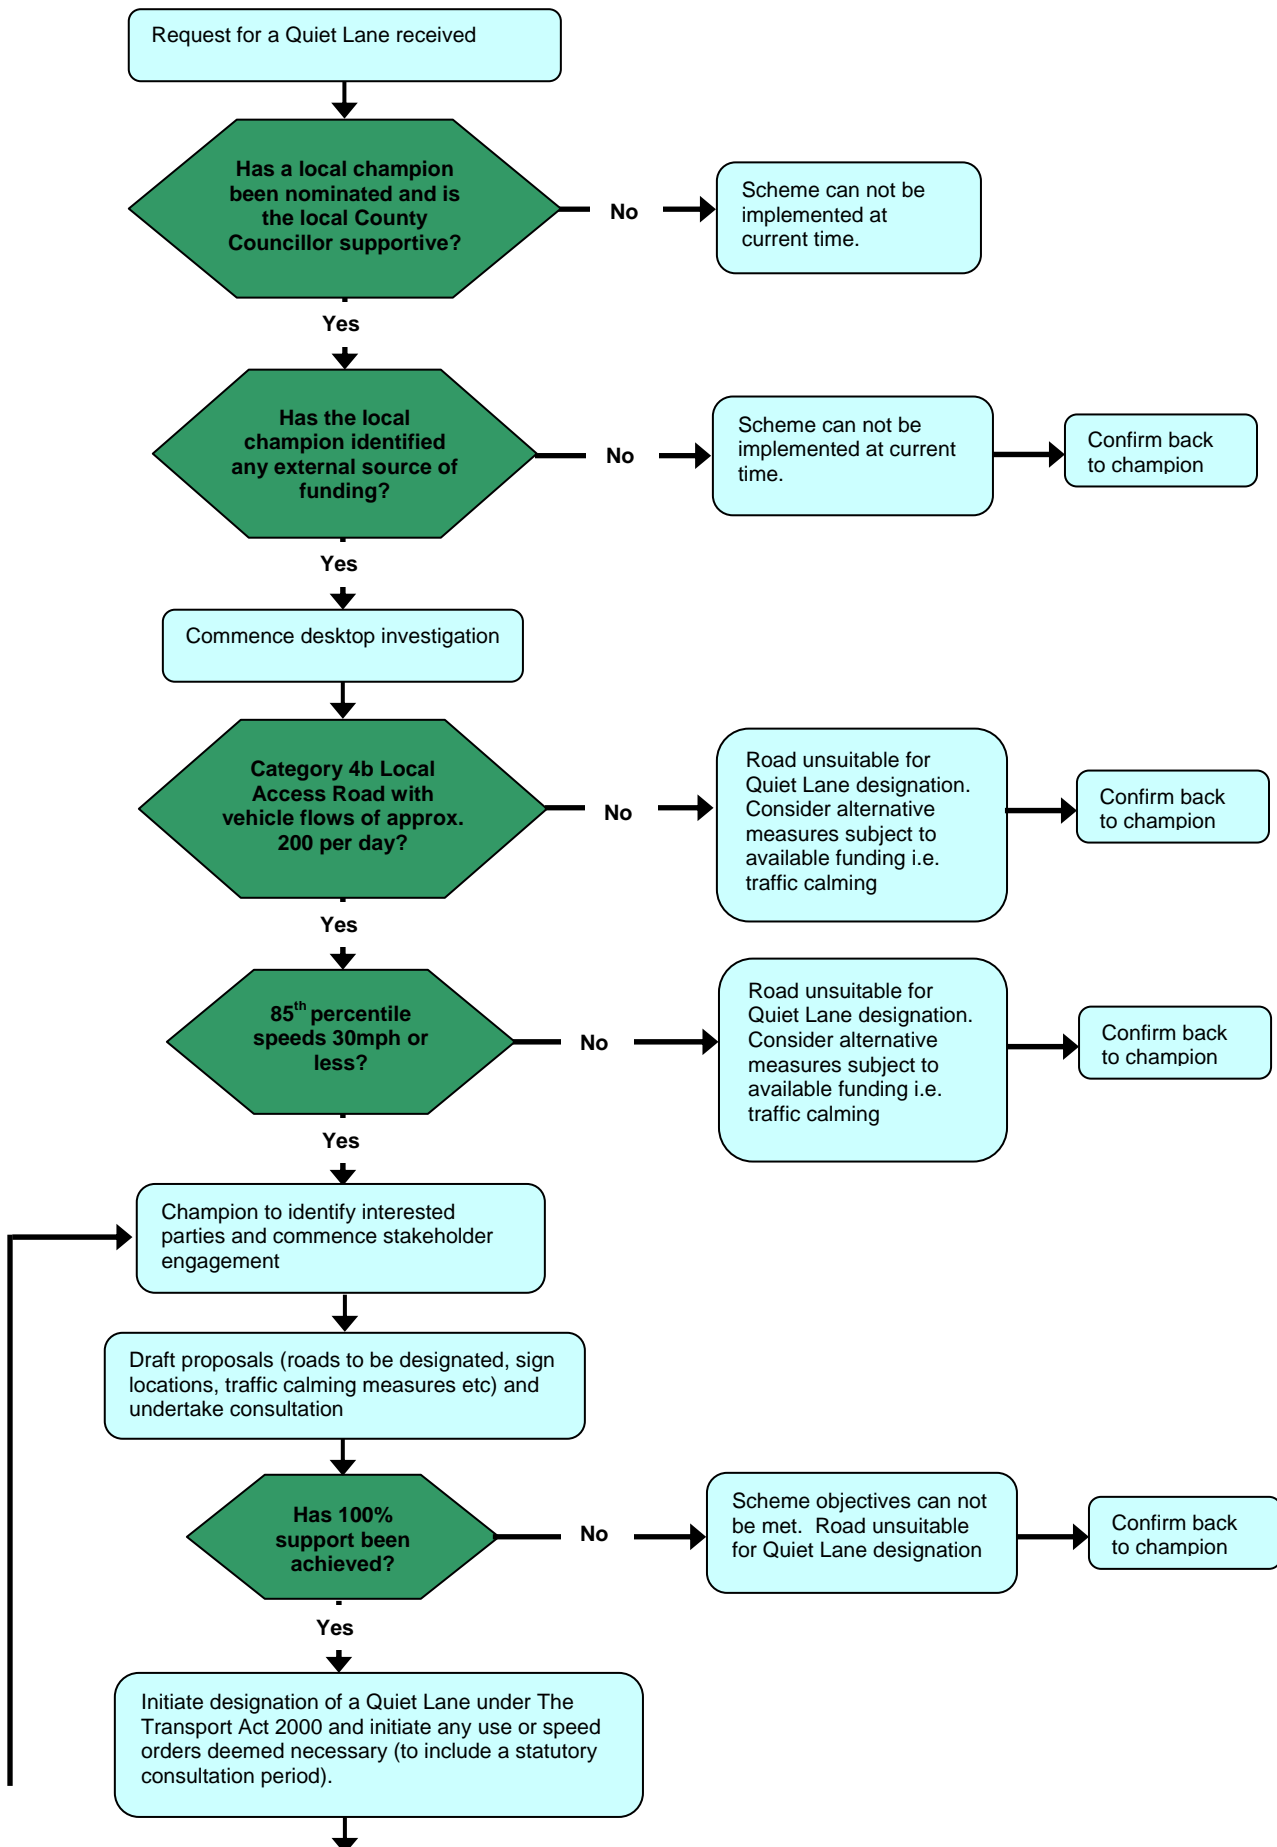 Request for a Quiet Lane received
Has a local champion
been nominated and is
the local County
Councillor supportive?
No
Scheme can not be
implemented at
current time.
Yes
Has the local
champion identified
any external source of
funding?
No
Scheme can not be
implemented at current
time.
Confirm back
to champion
Yes
Commence desktop investigation
Category 4b Local
Access Road with
vehicle flows of approx.
200 per day?
No
Road unsuitable for
Quiet Lane designation.
Consider alternative
measures subject to
available funding i.e.
traffic calming
Confirm back
to champion
Yes
85th percentile
speeds 30mph or
less?
No
Road unsuitable for
Quiet Lane designation.
Consider alternative
measures subject to
available funding i.e.
traffic calming
Confirm back
to champion
Yes
Champion to identify interested
parties and commence stakeholder
engagement
Draft proposals (roads to be designated, sign
locations, traffic calming measures etc) and
undertake consultation
Has 100%
support been
achieved?
No
Scheme objectives can not
be met.  Road unsuitable
for Quiet Lane designation
Confirm back
to champion
Yes
Initiate designation of a Quiet Lane under The
Transport Act 2000 and initiate any use or speed
orders deemed necessary (to include a statutory
consultation period).